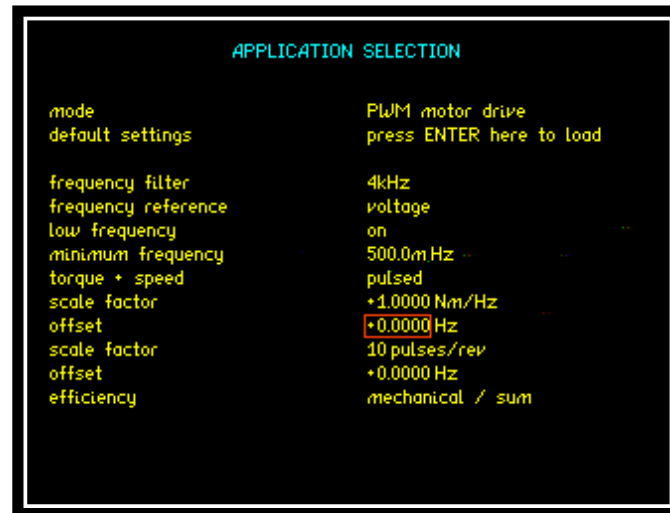 APPLICATION SELECTION
mode PWM motor drive
default settings press ENTER here to load
frequency filter 4kHz
frequency reference voltage
low frequency on
minimum frequency 500.0m Hz
torque + speed pulsed
scale factor +1.0000 Nm/Hz
offset +0.0000 Hz
scale factor 10 pulses/rev
offset +0.0000 Hz
efficiency mechanical / sum